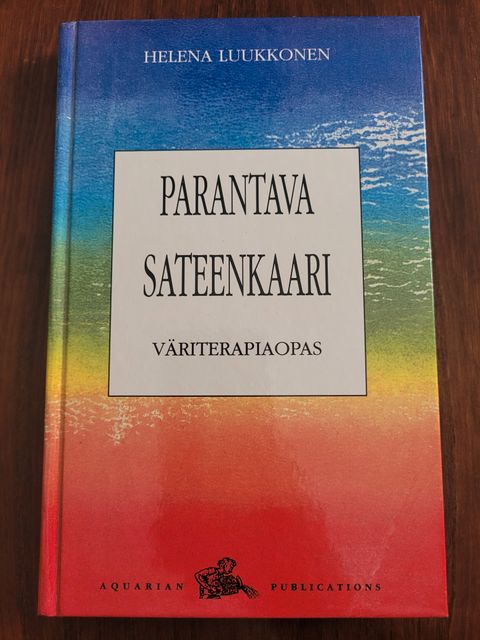 HELENA LUUKKONEN
PARANTAVA
SATEENKAARI
VÄRITERAPIAOPAS
AQUARIAN PUBLICATIONS